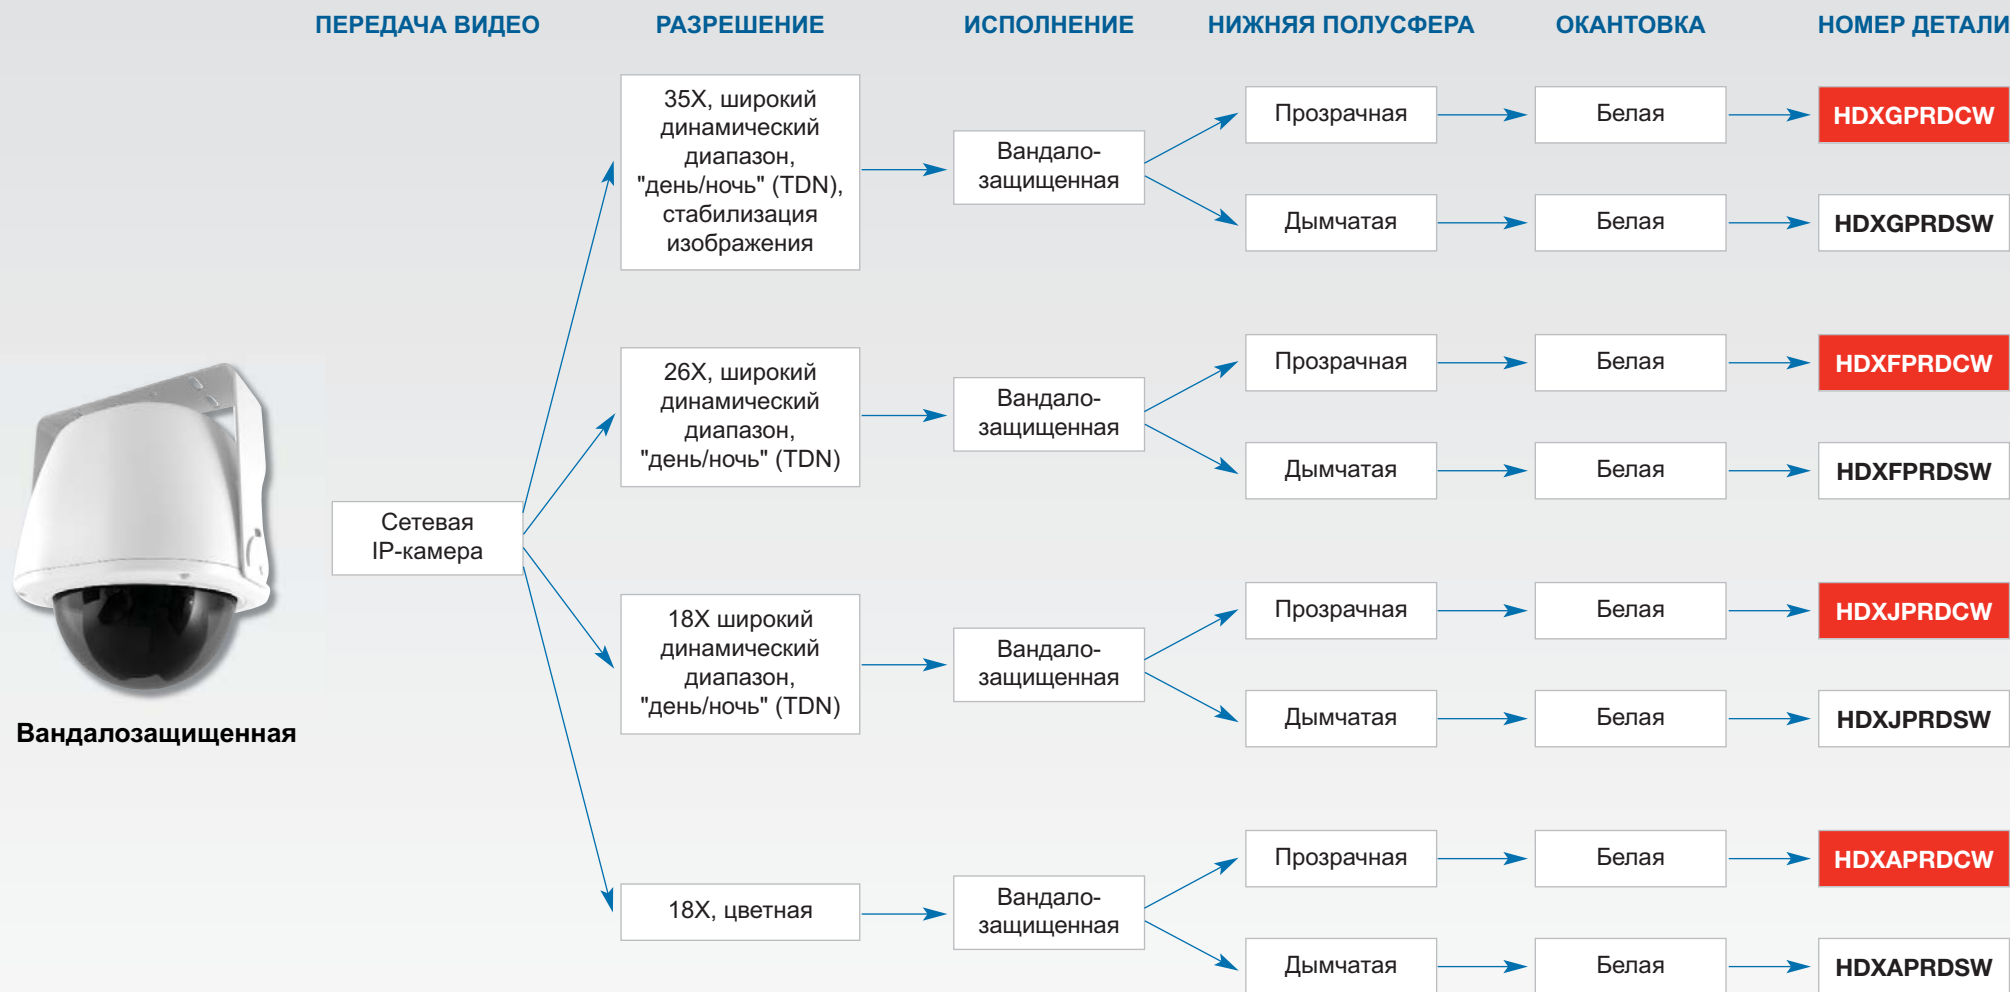 ПЕРЕДАЧА ВИДЕО РАЗРЕШЕНИЕ ИСПОЛНЕНИЕ НИЖНЯЯ ПОЛУСФЕРА ОКАНТОВКА НОМЕР ДЕТАЛИ
35X, широкий
динамический
диапазон,
"день/ночь" (TDN),
стабилизация
изображения
Вандало-
защищенная
Прозрачная Белая HDXGPRDCW
Дымчатая Белая HDXGPRDSW
26X, широкий
динамический
диапазон,
"день/ночь" (TDN)
Вандало-
защищенная
Прозрачная Белая HDXFPRDCW
Дымчатая Белая HDXFPRDSW
Сетевая
IP-камера
18X широкий
динамический
диапазон,
"день/ночь" (TDN)
Вандало-
защищенная
Прозрачная Белая HDXJPRDCW
Дымчатая Белая HDXJPRDSW
Вандалозащищенная
18X, цветная
Вандало-
защищенная
Прозрачная Белая HDXAPRDCW
Дымчатая Белая HDXAPRDSW